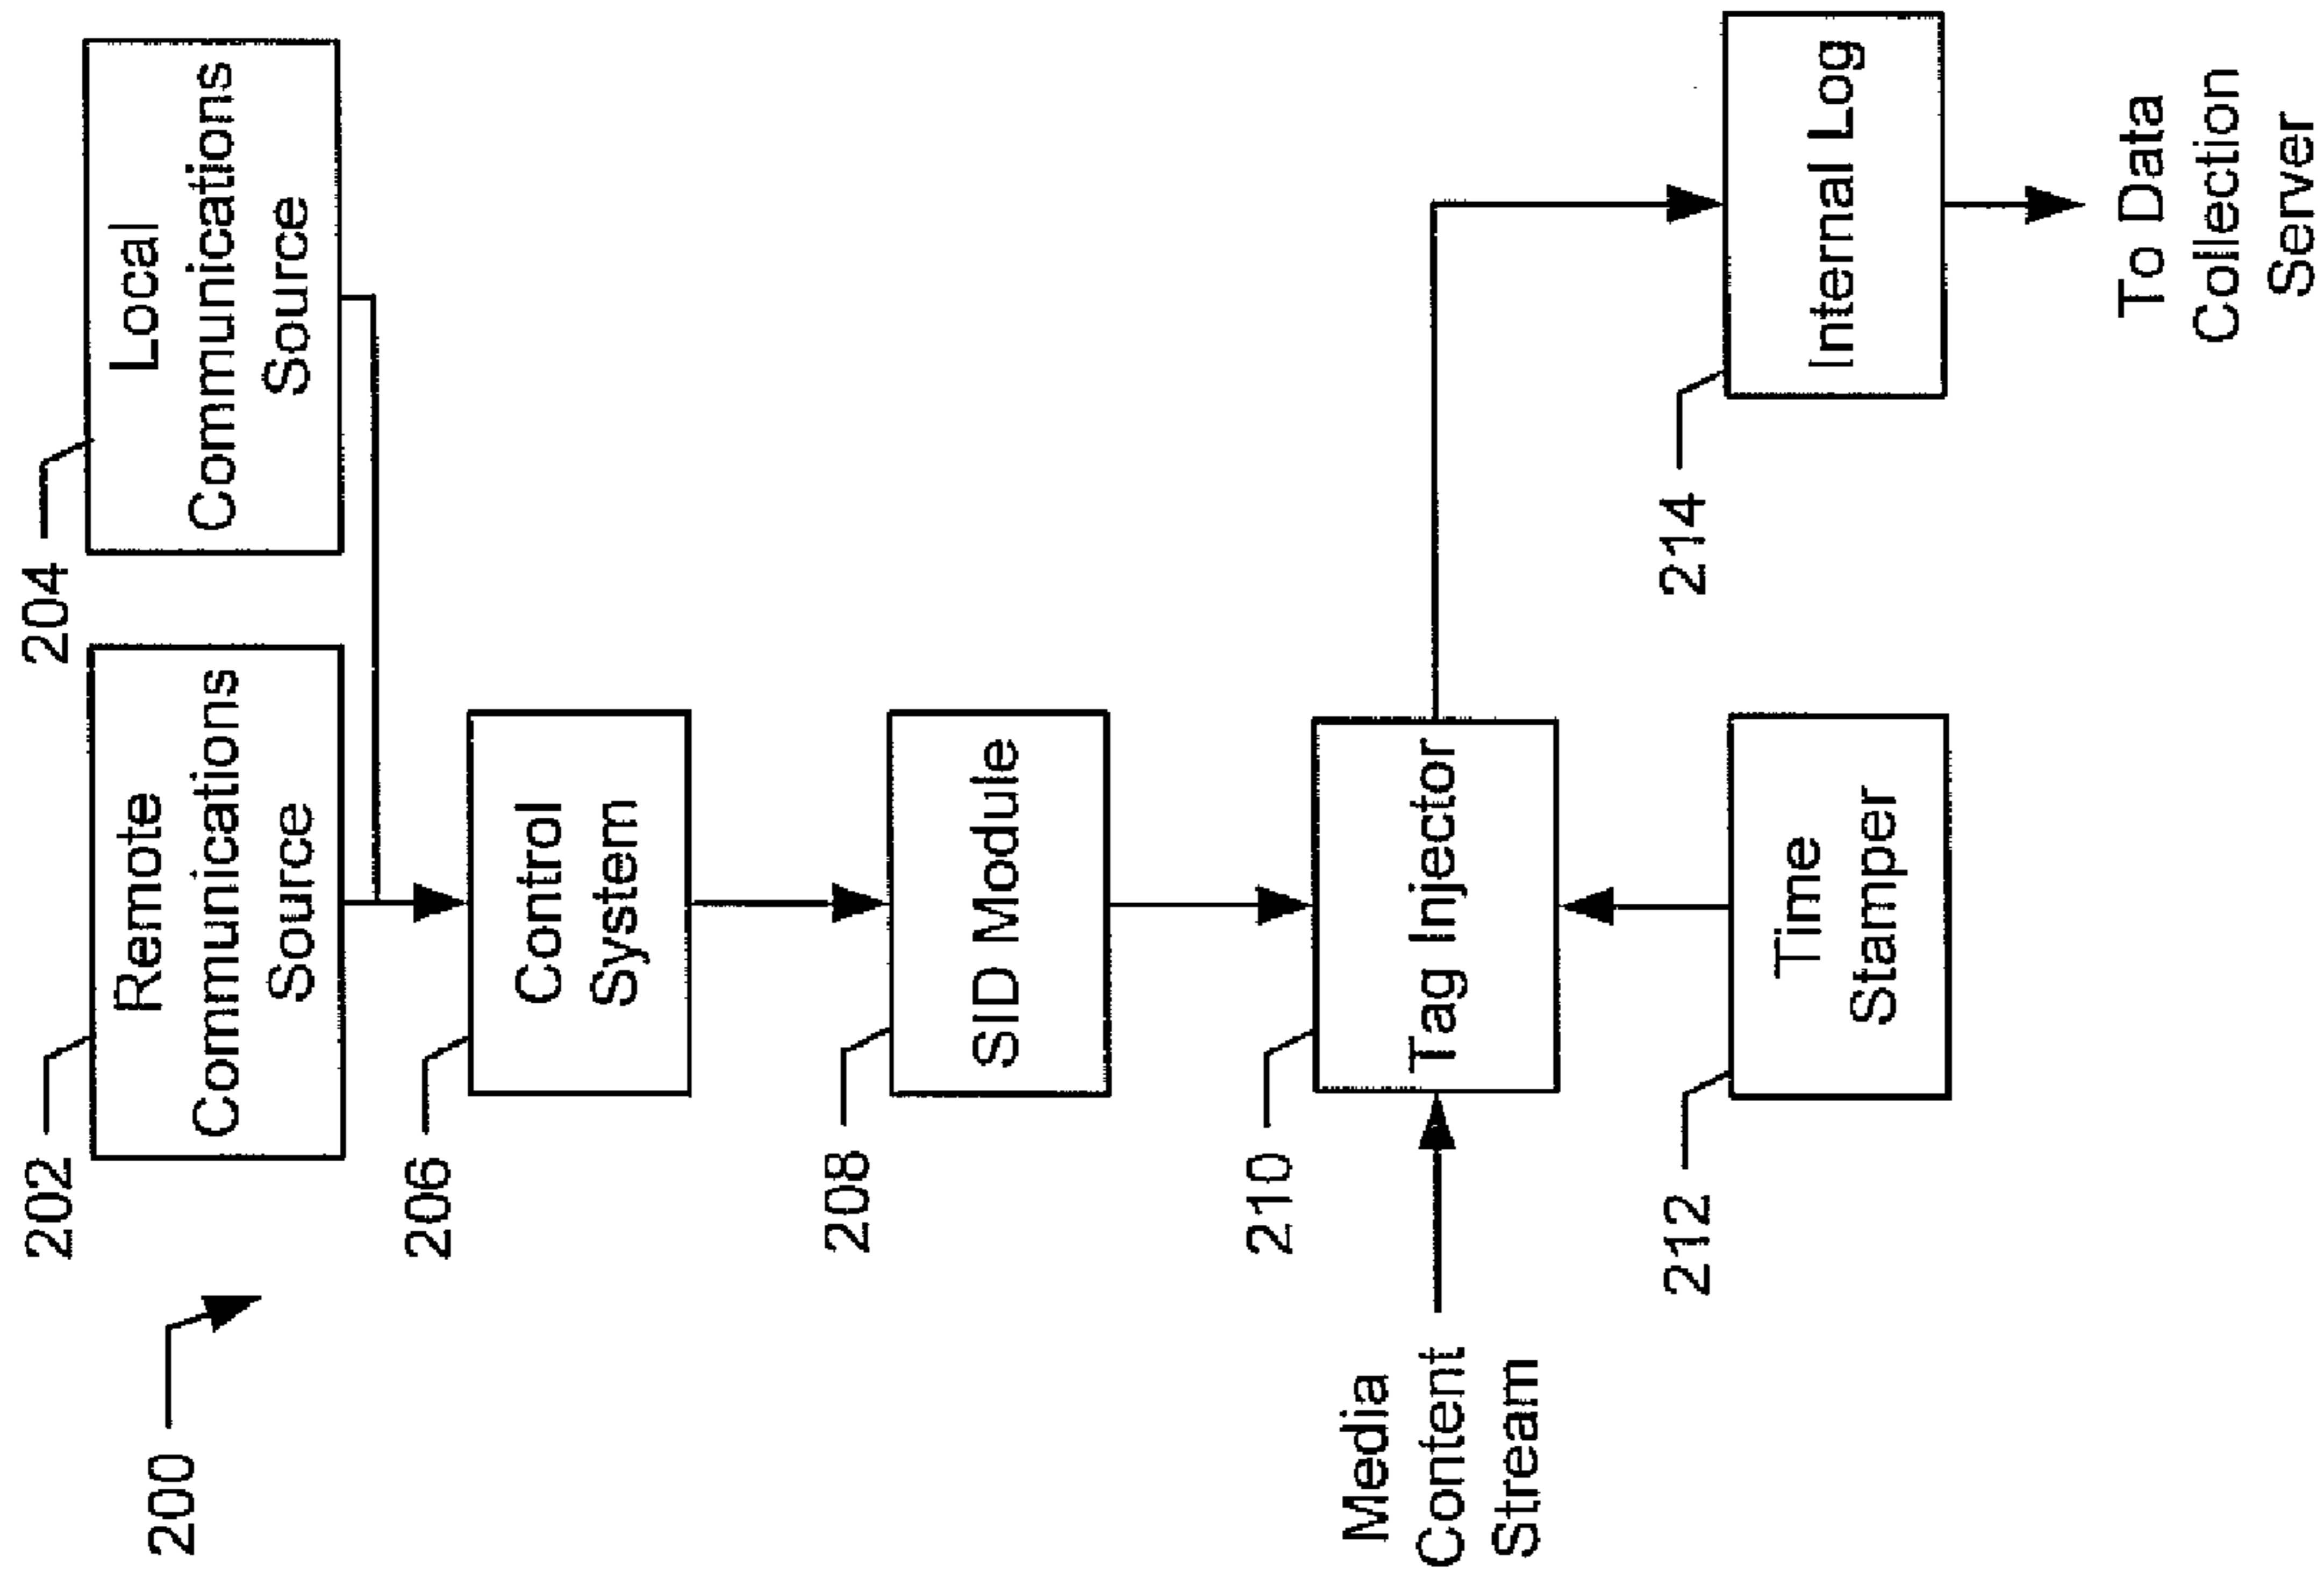 200
202
Remote
Communications
Source
204
Local
Communications
Source
206
Control
System
208
SID Module
210
Tag Injector
Media
Content
Stream
212
Time
Stamper
214
Internal Log
To Data
Collection
Server